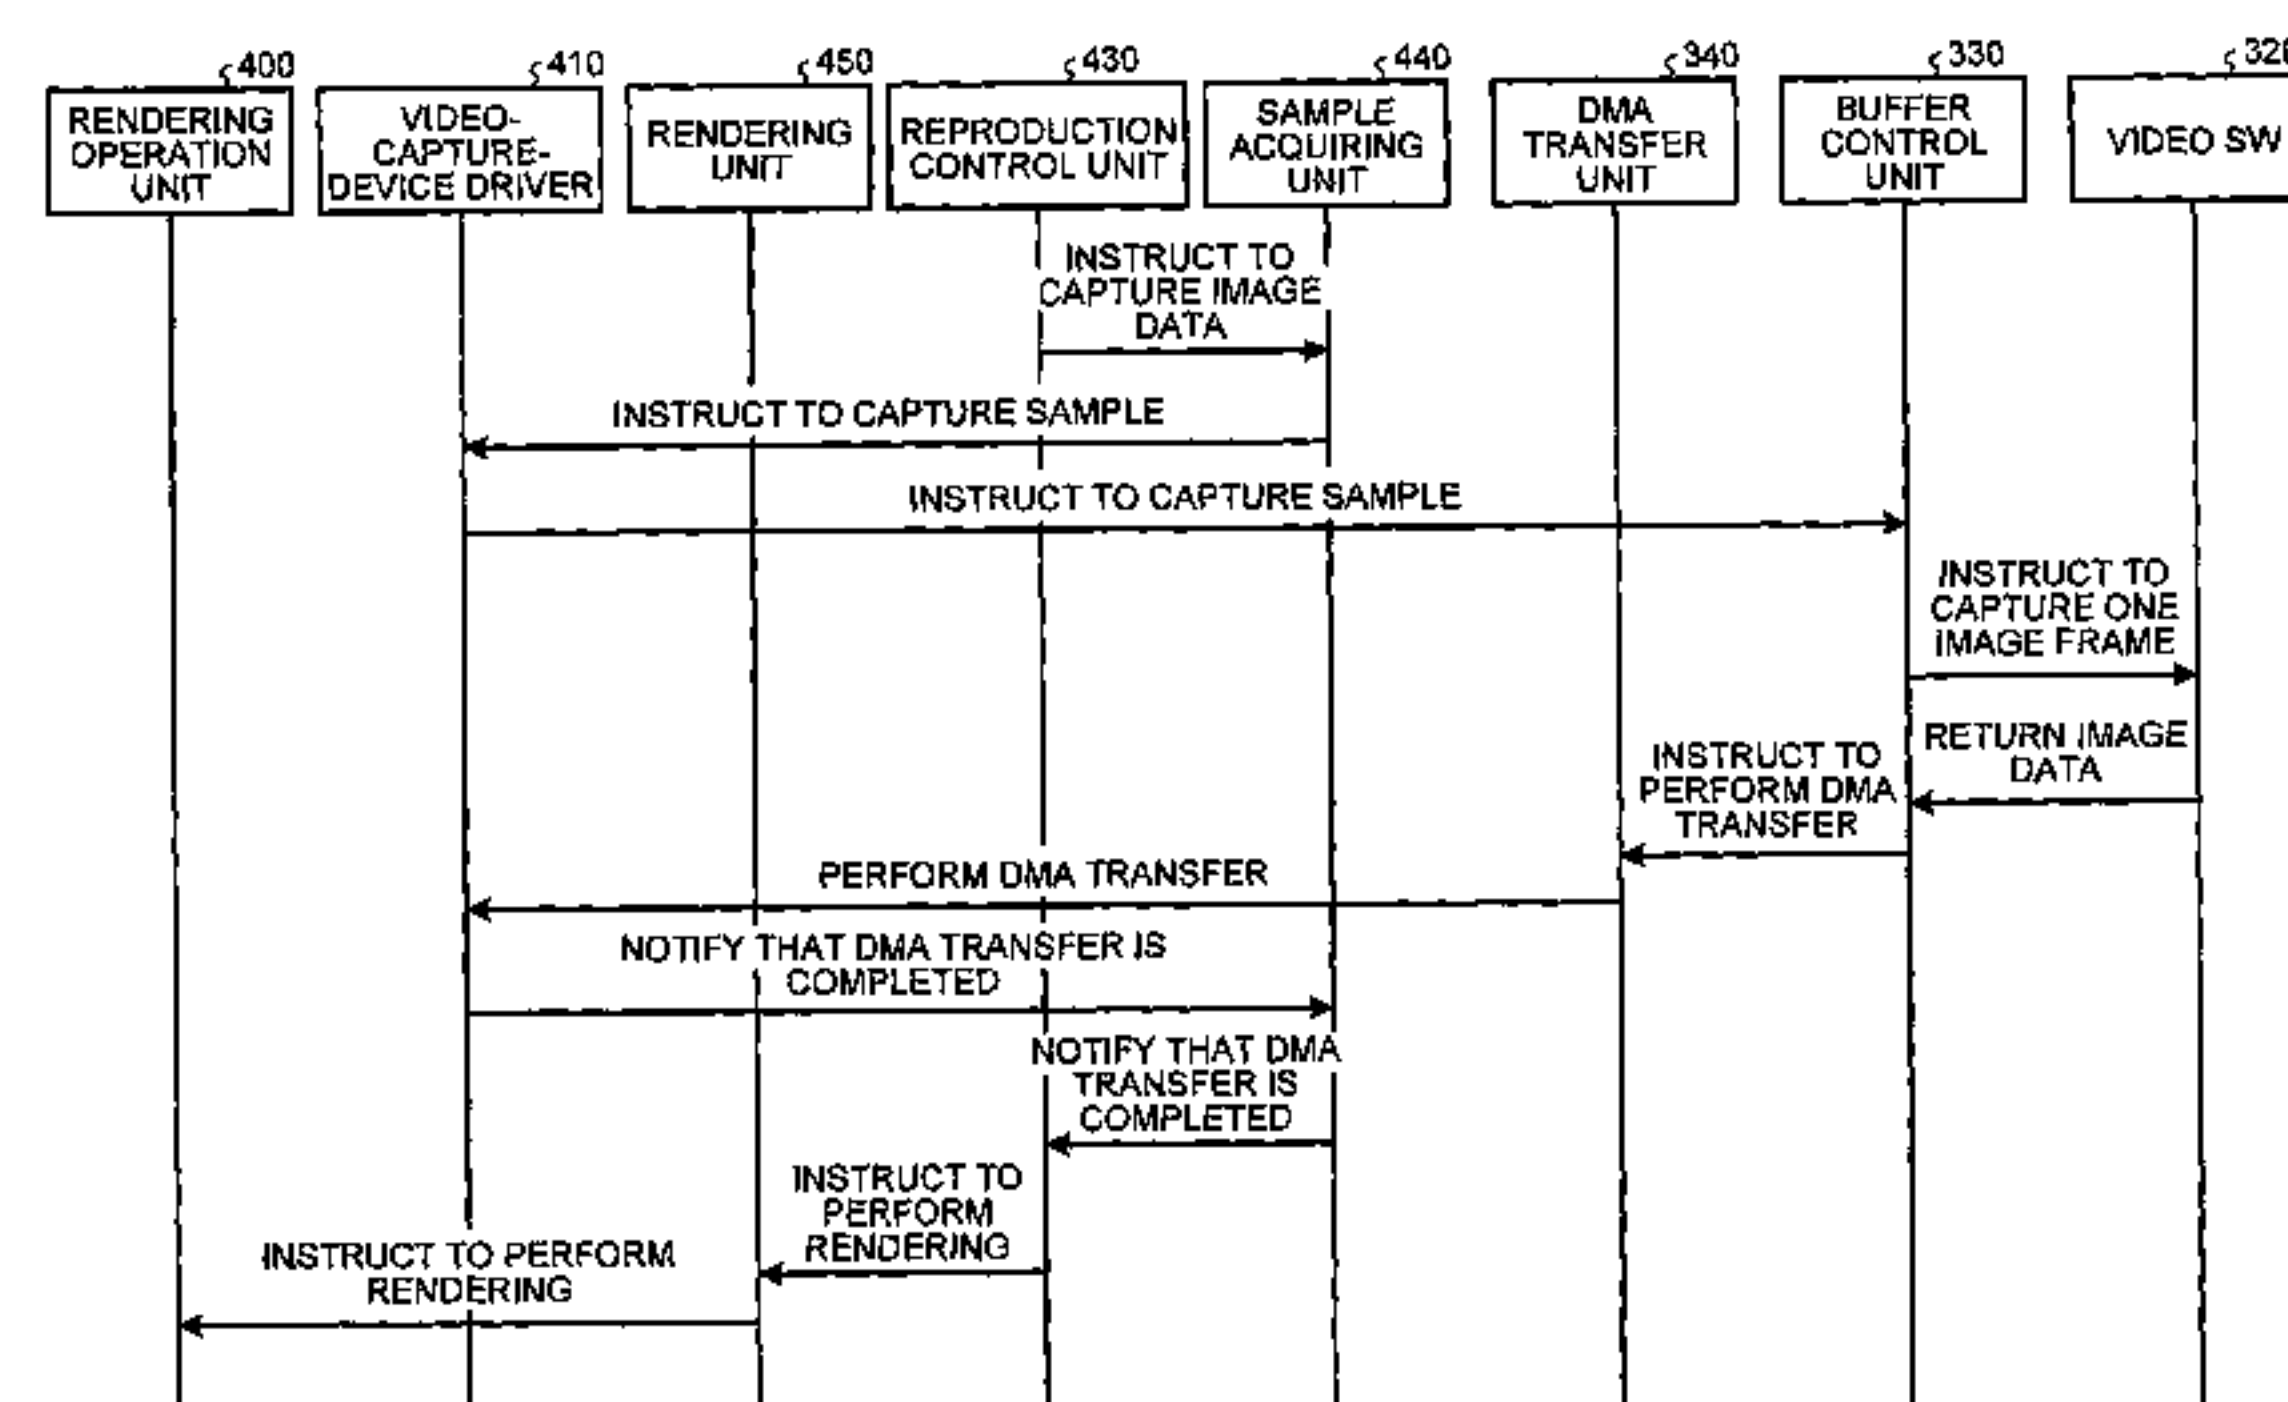 400
410
450
430
440
340
330
RENDERING
OPERATION
UNIT
VIDEO-
CAPTURE-
DEVICE DRIVER
RENDERING
UNIT
REPRODUCTION
CONTROL UNIT
SAMPLE
ACQUIRING
UNIT
DMA
TRANSFER
UNIT
BUFFER
CONTROL
UNIT
VIDEO SW
INSTRUCT TO
CAPTURE IMAGE
DATA
INSTRUCT TO CAPTURE SAMPLE
INSTRUCT TO CAPTURE SAMPLE
INSTRUCT TO
CAPTURE ONE
IMAGE FRAME
RETURN IMAGE
DATA
INSTRUCT TO
PERFORM DMA
TRANSFER
PERFORM DMA TRANSFER
NOTIFY THAT DMA TRANSFER IS
COMPLETED
NOTIFY THAT DMA
TRANSFER IS
COMPLETED
INSTRUCT TO
PERFORM
RENDERING
INSTRUCT TO PERFORM
RENDERING